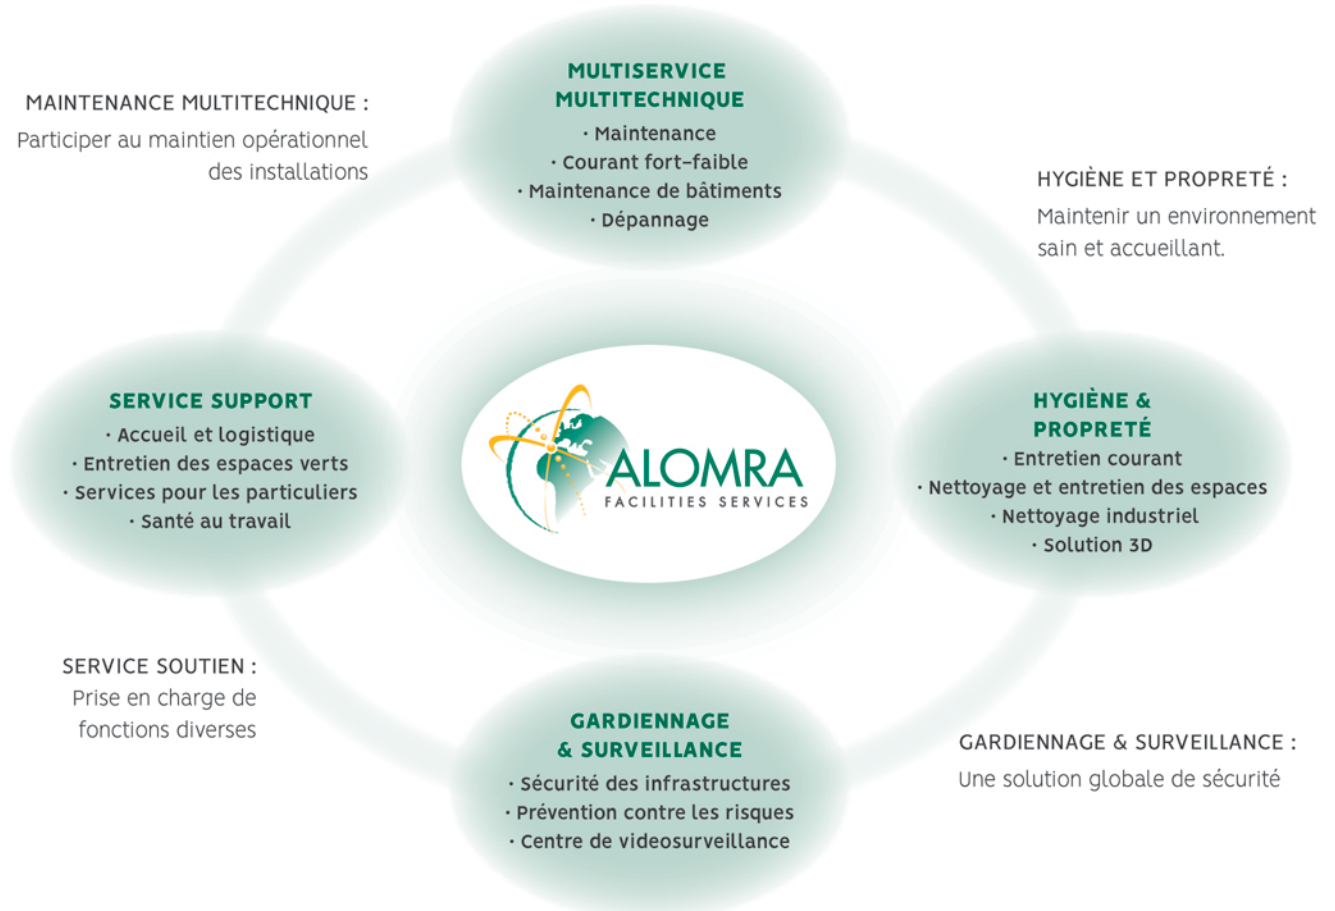 MULTISERVICE
MULTITECHNIQUE
· Maintenance
· Courant fort-faible
· Maintenance de bâtiments
· Dépannage
MAINTENANCE MULTITECHNIQUE :
Participer au maintien opérationnel
des installations
HYGIÈNE ET PROPRETÉ :
Maintenir un environnement
sain et accueillant.
SERVICE SUPPORT
· Accueil et logistique
· Entretien des espaces verts
· Services pour les particuliers
· Santé au travail
ALOMRA
FACILITIES SERVICES
HYGIÈNE &
PROPRETÉ
· Entretien courant
· Nettoyage et entretien des espaces
· Nettoyage industriel
· Solution 3D
SERVICE SOUTIEN :
Prise en charge de
fonctions diverses
GARDIENNAGE
& SURVEILLANCE
· Sécurité des infrastructures
· Prévention contre les risques
· Centre de videosurveillance
GARDIENNAGE & SURVEILLANCE :
Une solution globale de sécurité